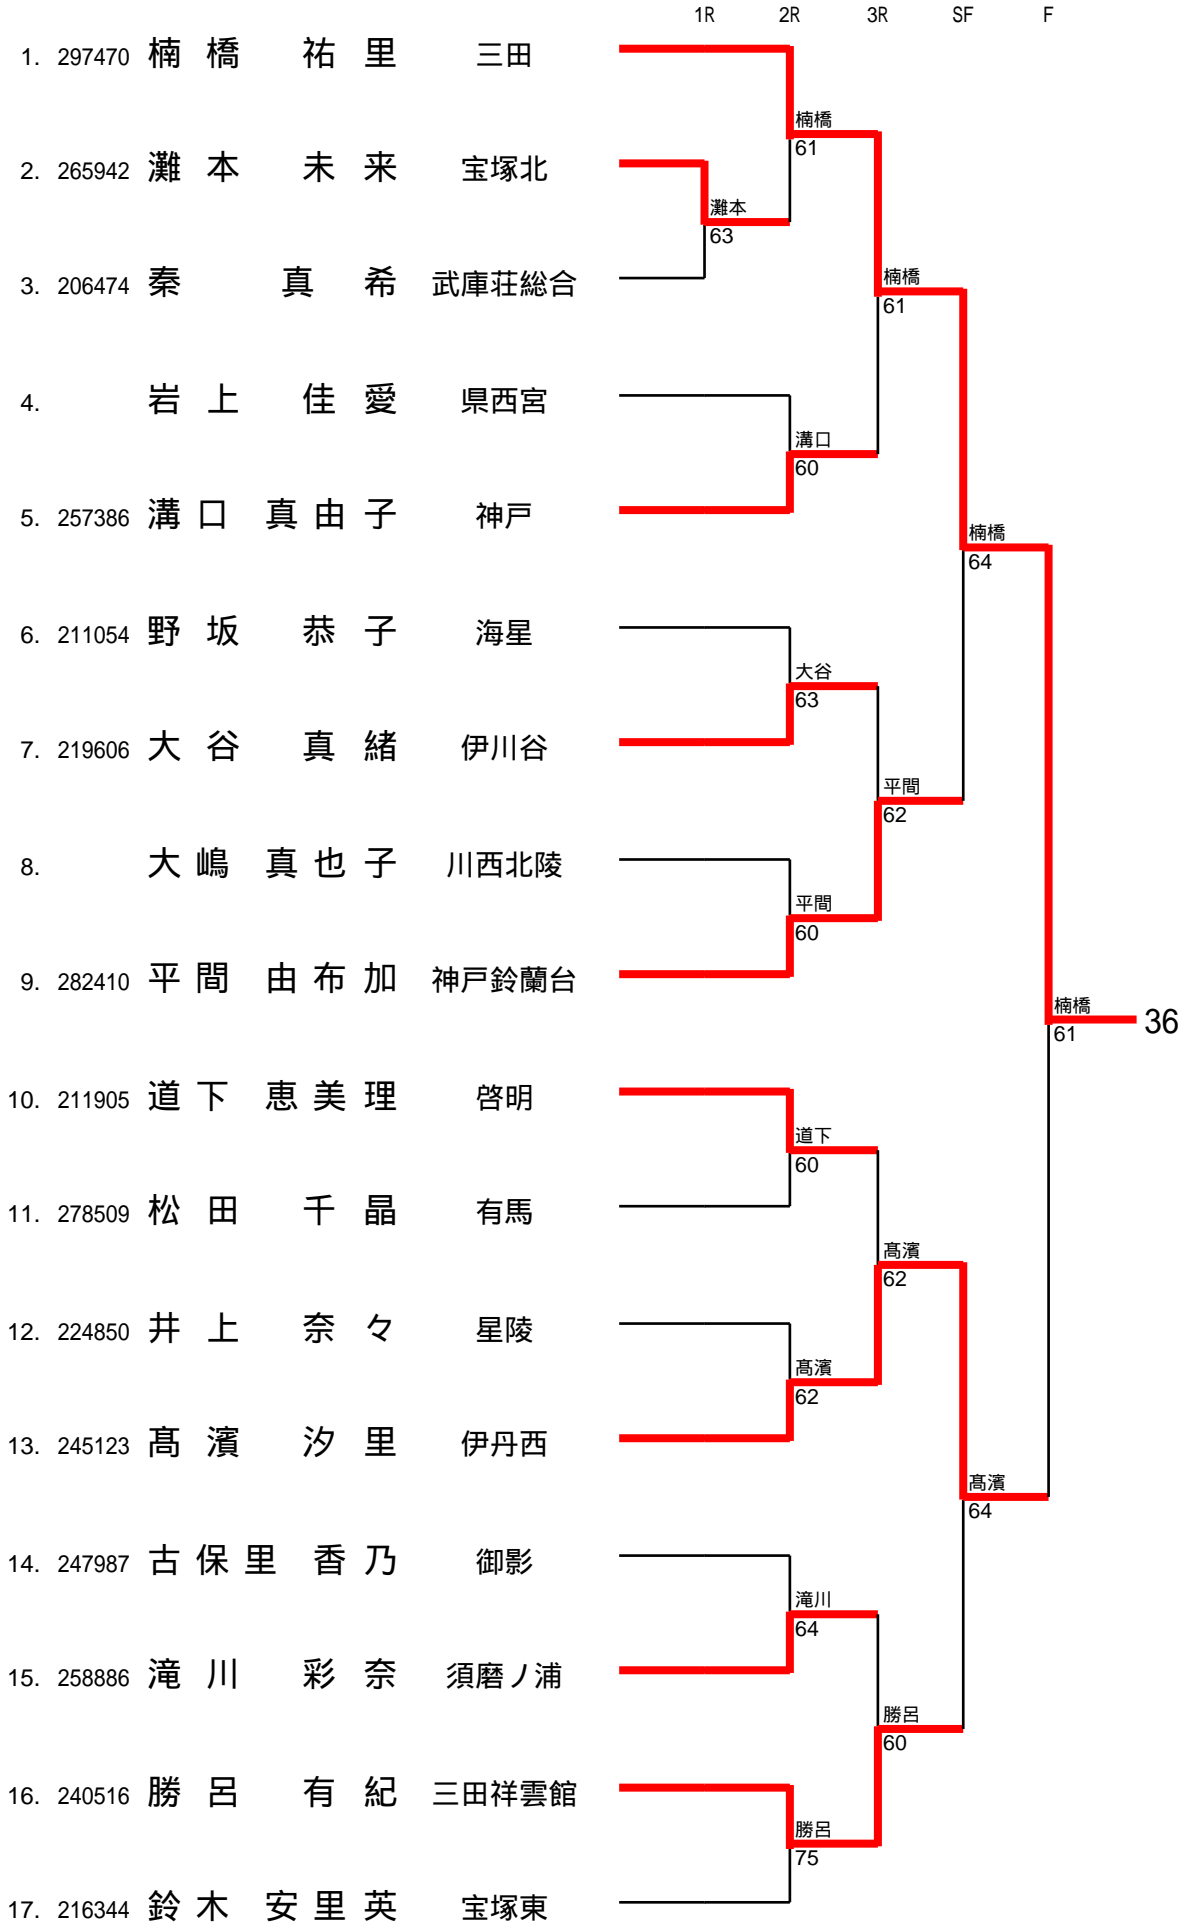 1R 2R 3R SF F
1. 297470 楠橋 祐里 三田
楠橋
61
2. 265942 灘本 未来 宝塚北
灘本
63
3. 206474 秦 真希 武庫荘総合
楠橋
61
4. 岩上 佳愛 県西宮
溝口
60
5. 257386 溝口 真由子 神戸
楠橋
64
6. 211054 野坂 恭子 海星
大谷
63
7. 219606 大谷 真緒 伊川谷
平間
62
8. 大嶋 真也子 川西北陵
平間
60
9. 282410 平間 由布加 神戸鈴蘭台
楠橋
61
36
10. 211905 道下 恵美理 啓明
道下
60
11. 278509 松田 千晶 有馬
髙濱
62
12. 224850 井上 奈々 星陵
髙濱
62
13. 245123 髙濱 汐里 伊丹西
髙濱
64
14. 247987 古保里 香乃 御影
滝川
64
15. 258886 滝川 彩奈 須磨ノ浦
勝呂
60
16. 240516 勝呂 有紀 三田祥雲館
勝呂
75
17. 216344 鈴木 安里英 宝塚東